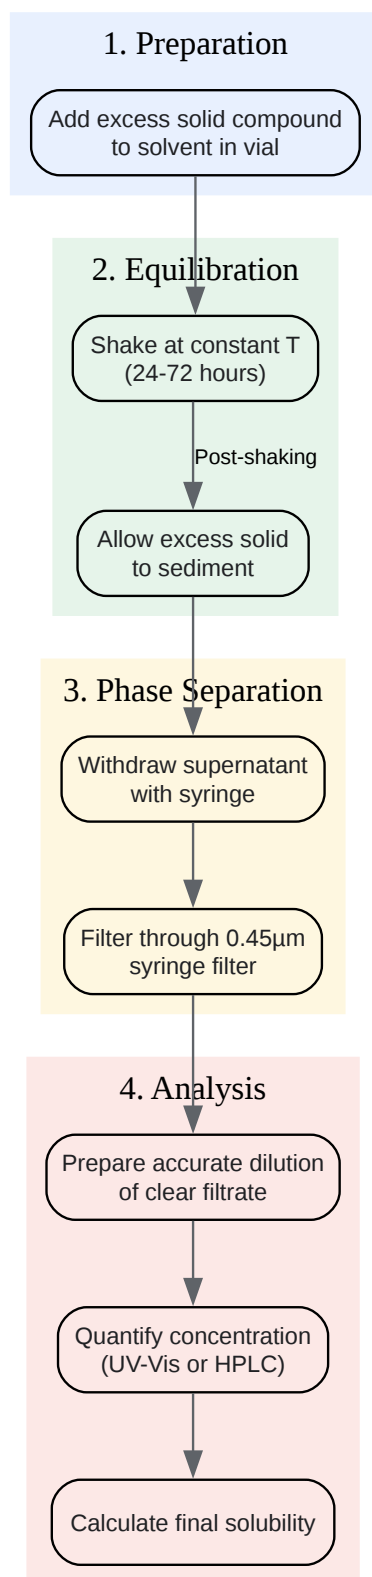 1. Preparation
Add excess solid compound
to solvent in vial
2. Equilibration
Shake at constant T
(24-72 hours)
Post-shaking
Allow excess solid
to sediment
3. Phase Separation
Withdraw supernatant
with syringe
Filter through 0.45µm
syringe filter
4. Analysis
Prepare accurate dilution
of clear filtrate
Quantify concentration
(UV-Vis or HPLC)
Calculate final solubility